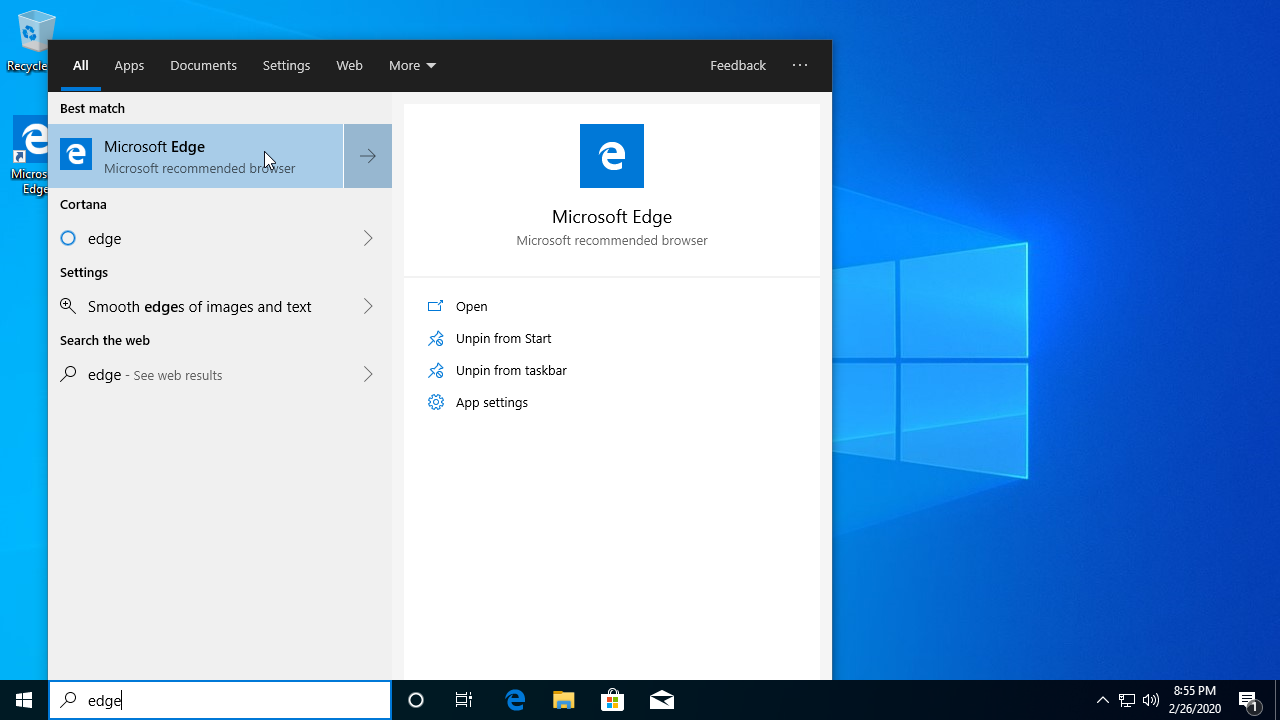 Recycle
Microso
Edge
All
Apps
Documents
Settings
Web
More
Feedback
Best match
Microsoft Edge
Microsoft recommended browser
Cortana
edge
Settings
Smooth edges of images and text
Search the web
edge - See web results
Microsoft Edge
Microsoft recommended browser
Open
Unpin from Start
Unpin from taskbar
App settings
edge
8:55 PM
2/26/2020
1